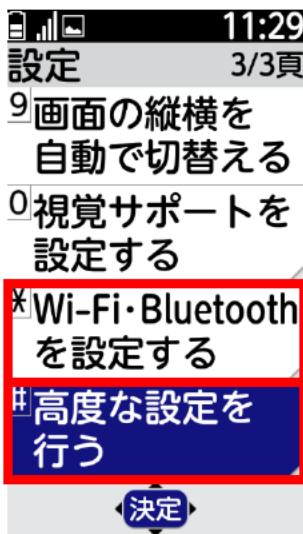 11:29
設定 3/3頁
9 画面の縦横を
自動で切替える
0 視覚サポートを
設定する
* Wi-Fi･Bluetooth
を設定する
# 高度な設定を
行う
決定